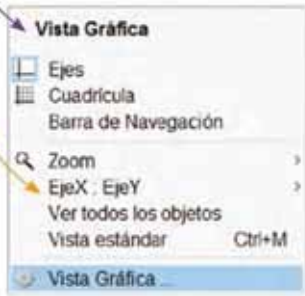 Vista Gráfica
Ejes
Cuadrícula
Barra de Navegación
Zoom
EjeX : EjeY
Ver todos los objetos
Vista estándar Ctrl+M
Vista Gráfica ...